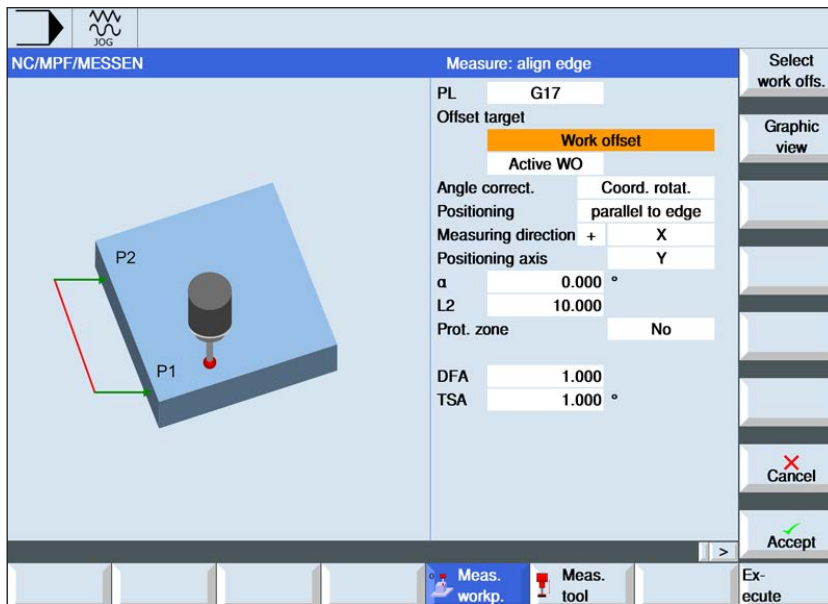 JOG
NC/MPF/MESSEN
Measure: align edge
Select
work offs.
PL G17
Offset target
Graphic
view
Work offset
Active WO
Angle correct. Coord. rotat.
Positioning parallel to edge
Measuring direction + X
Positioning axis Y
α 0.000 °
L2 10.000
Prot. zone No
DFA 1.000
TSA 1.000 °
P2
P1
Cancel
Accept
>
Meas.
workp.
Meas.
tool
Ex-
ecute